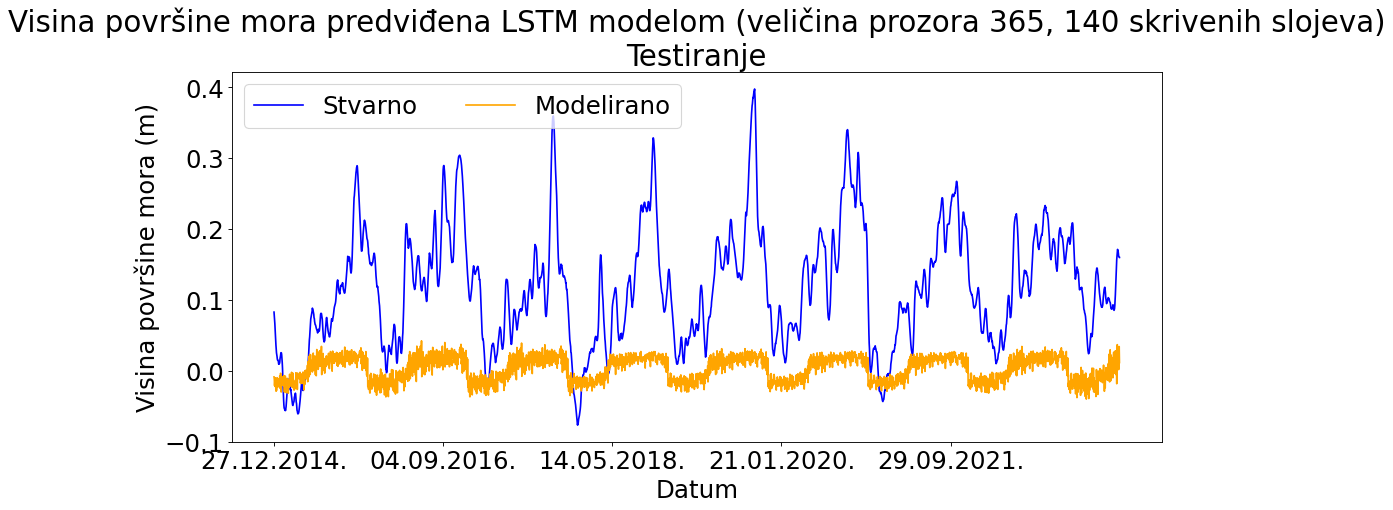 Visina površine mora predviđena LSTM modelom (veličina prozora 365, 140 skrivenih slojeva)
Testiranje
Stvarno
Modelirano
Visina površine mora (m)
0.4
0.3
0.2
0.1
0.0
−0.1
27.12.2014.
04.09.2016.
14.05.2018.
21.01.2020.
29.09.2021.
Datum